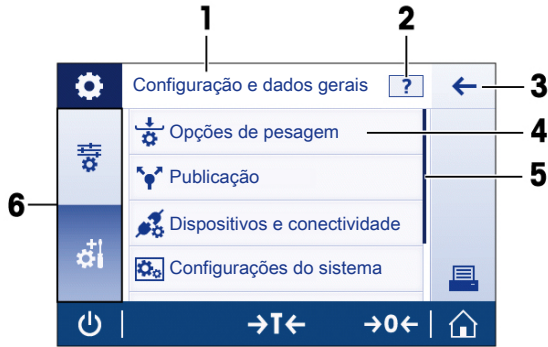 1
2
Configuração e dados gerais ?
3
Opções de pesagem
4
Publicação
5
Dispositivos e conectividade
6
Configurações do sistema
→T← →0←